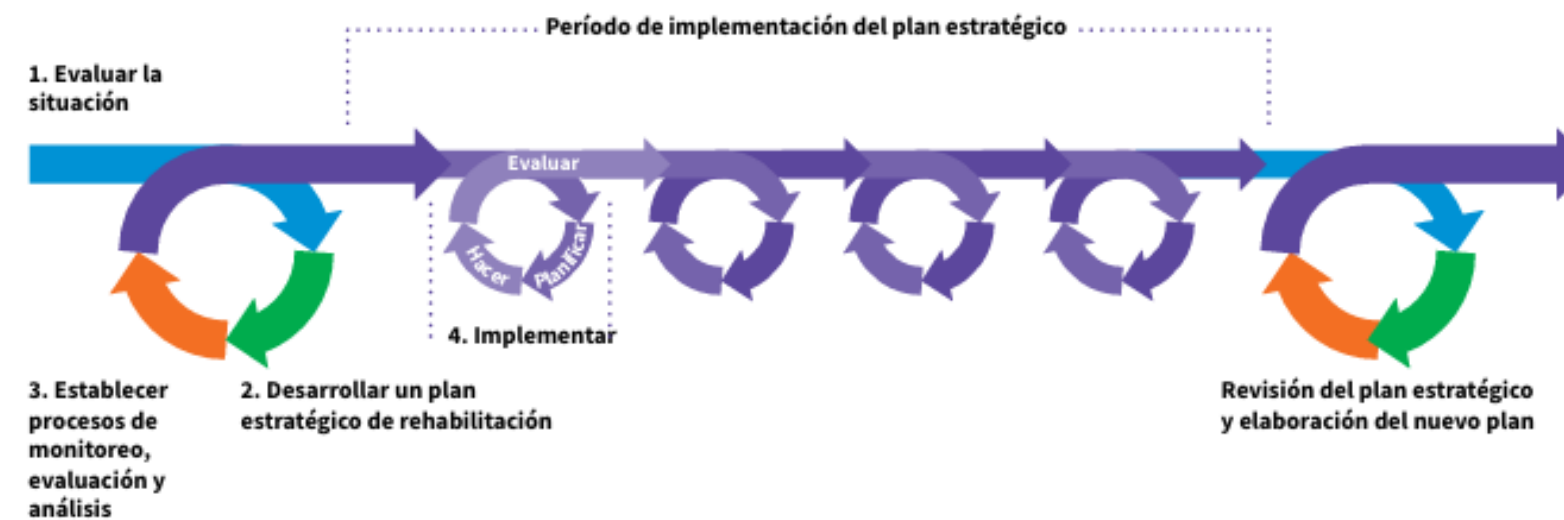 Período de implementación del plan estratégico
1. Evaluar la
situación
Evaluar
Hacer
Planificar
4. Implementar
3. Establecer
procesos de
monitoreo,
evaluación y
análisis
2. Desarrollar un plan
estratégico de rehabilitación
Revisión del plan estratégico
y elaboración del nuevo plan